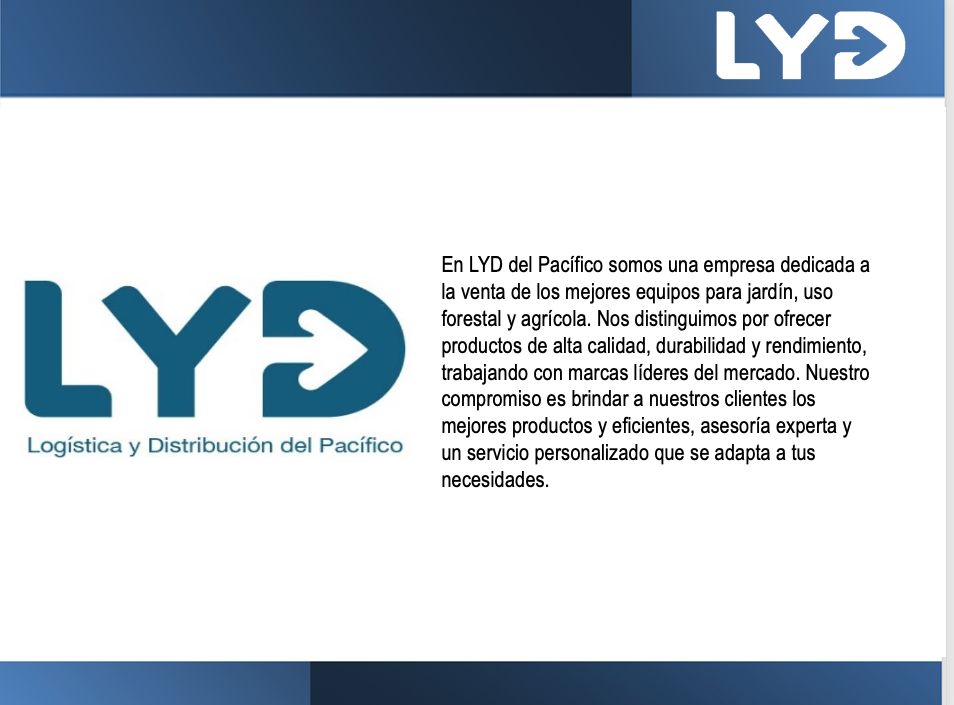 LYD
LYD
Logística y Distribución del Pacífico
En LYD del Pacífico somos una empresa dedicada a
la venta de los mejores equipos para jardín, uso
forestal y agrícola. Nos distinguimos por ofrecer
productos de alta calidad, durabilidad y rendimiento,
trabajando con marcas líderes del mercado. Nuestro
compromiso es brindar a nuestros clientes los
mejores productos y eficientes, asesoría experta y
un servicio personalizado que se adapta a tus
necesidades.